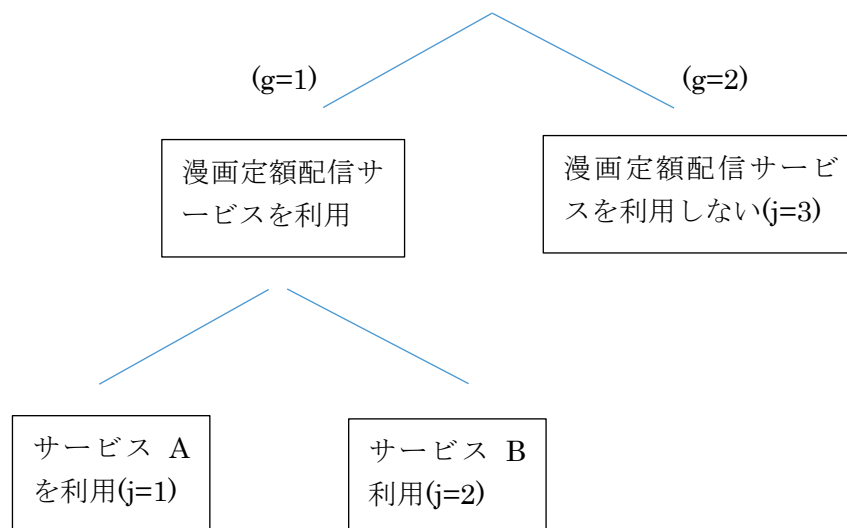 (g=1)
(g=2)
漫画定額配信サ
ービスを利用
漫画定額配信サービ
スを利用しない(j=3)
サービス A
を利用(j=1)
サービス B
利用(j=2)